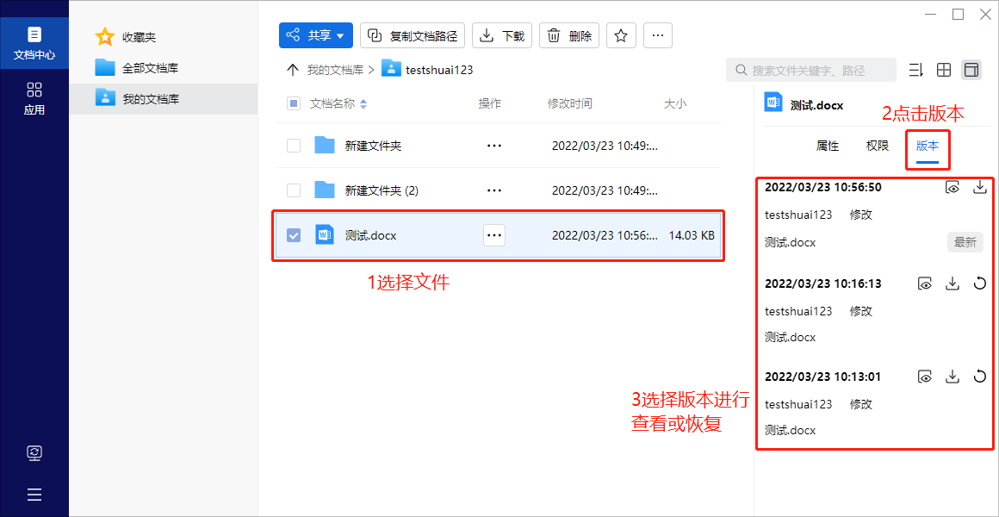 文档中心
应用
收藏夹
全部文档库
我的文档库
共享
复制文档路径
下载
删除
我的文档库
testshuai123
搜索文件关键字、路径
文档名称
操作
修改时间
大小
新建文件夹
2022/03/23 10:49:...
新建文件夹 (2)
2022/03/23 10:49:...
测试.docx
2022/03/23 10:56:...
14.03 KB
1选择文件
测试.docx
2点击版本
属性
权限
版本
2022/03/23 10:56:50
testshuai123 修改
测试.docx
最新
2022/03/23 10:16:13
testshuai123 修改
测试.docx
2022/03/23 10:13:01
testshuai123 修改
测试.docx
3选择版本进行
查看或恢复